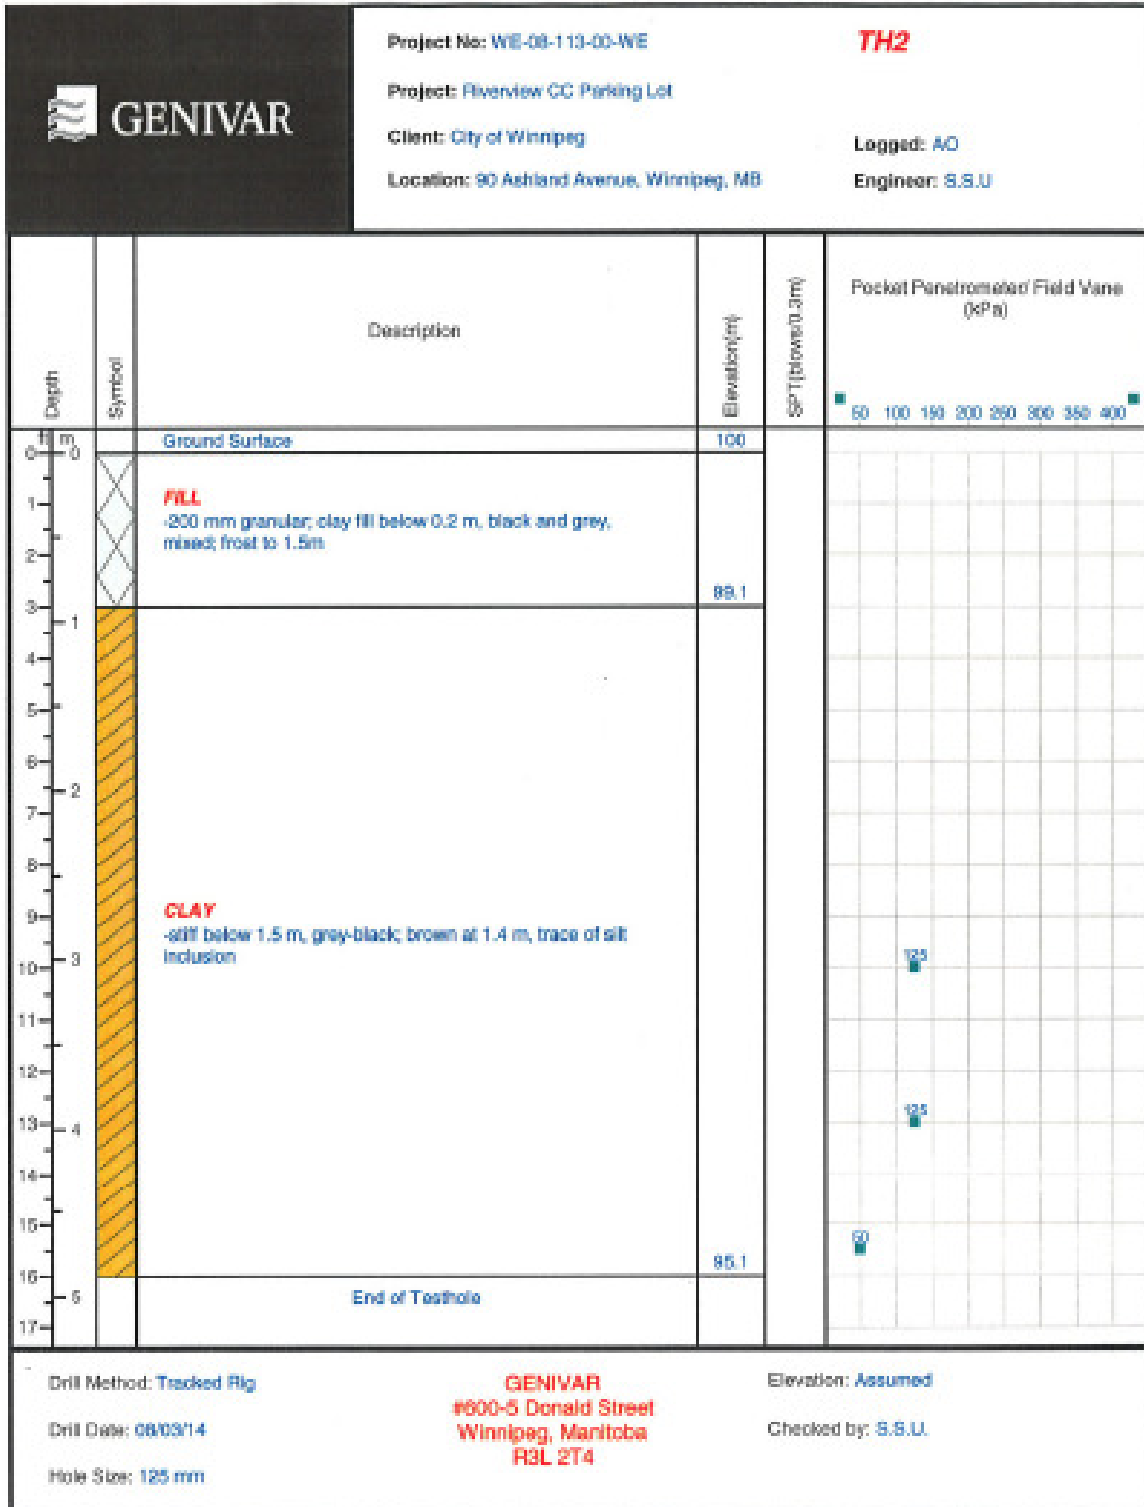 GENIVAR
Project No: WE-08-113-00-WE
TH2
Project: Riverview CC Parking Lot
Client: City of Winnipeg
Logged: AO
Location: 90 Ashland Avenue, Winnipeg, MB
Engineer: S.S.U
Depth
Symbol
Description
Elevation(m)
SPT(blows/0.3m)
Pocket Penetrometer/ Field Vane
(kPa)
50 100 150 200 250 300 350 400
ft m
Ground Surface
100
0 0
FILL
1
-200 mm granular; clay fill below 0.2 m, black and grey,
mixed; frost to 1.5m
2
99.1
3
1
4
5
6
2
7
8
CLAY
9
-stiff below 1.5 m, grey-black; brown at 1.4 m, trace of silt
inclusion
125
10
3
11
12
125
13
4
14
15
50
95.1
16
End of Testhole
5
17
Drill Method: Tracked Rig
Drill Date: 08/03/14
Hole Size: 125 mm
GENIVAR
#600-5 Donald Street
Winnipeg, Manitoba
R3L 2T4
Elevation: Assumed
Checked by: S.S.U.